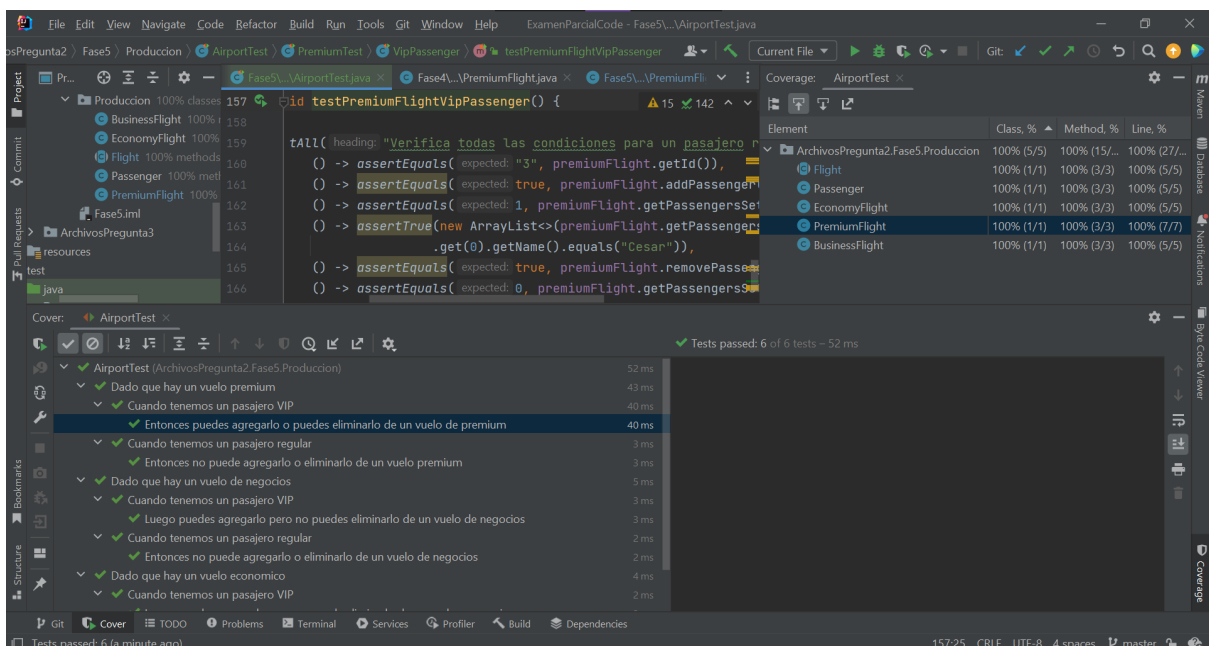 File Edit View Navigate Code Refactor Build Run Tools Git Window Help ExamenParcialCode - Fase5\...\AirportTest.java
osPregunta2 〉 Fase5 〉 Produccion 〉 AirportTest 〉 PremiumTest 〉 VipPassenger 〉 testPremiumFlightVipPassenger Current File Git:
Project
Commit
Pull Requests
Bookmarks
Structure
Pr...
Produccion 100% classes
BusinessFlight 100%
EconomyFlight 100%
Flight 100% methods
Passenger 100% met
PremiumFlight 100%
Fase5.iml
ArchivosPregunta3
resources
test
java
Fase5\...\AirportTest.java × Fase4\...\PremiumFlight.java × Fase5\...\PremiumFli
157 id testPremiumFlightVipPassenger() { 15 142
158
159 tAll( heading: "Verifica todas las condiciones para un pasajero r
160 () -> assertEquals( expected: "3", premiumFlight.getId()),
161 () -> assertEquals( expected: true, premiumFlight.addPassenger
162 () -> assertEquals( expected: 1, premiumFlight.getPassengersSet
163 () -> assertTrue(new ArrayList<>(premiumFlight.getPassengers
164 .get(0).getName().equals("Cesar")),
165 () -> assertEquals( expected: true, premiumFlight.removePassen
166 () -> assertEquals( expected: 0, premiumFlight.getPassengersS
Coverage: AirportTest ×
Element Class, % Method, % Line, %
ArchivosPregunta2.Fase5.Produccion 100% (5/5) 100% (15/... 100% (27/...
Flight 100% (1/1) 100% (3/3) 100% (5/5)
Passenger 100% (1/1) 100% (3/3) 100% (5/5)
EconomyFlight 100% (1/1) 100% (3/3) 100% (5/5)
PremiumFlight 100% (1/1) 100% (3/3) 100% (7/7)
BusinessFlight 100% (1/1) 100% (3/3) 100% (5/5)
m Maven
Database
Notifications
Byte Code Viewer
Coverage
Cover: AirportTest ×
Tests passed: 6 of 6 tests – 52 ms
AirportTest (ArchivosPregunta2.Fase5.Produccion) 52 ms
Dado que hay un vuelo premium 43 ms
Cuando tenemos un pasajero VIP 40 ms
Entonces puedes agregarlo o puedes eliminarlo de un vuelo de premium 40 ms
Cuando tenemos un pasajero regular 3 ms
Entonces no puede agregarlo o eliminarlo de un vuelo premium 3 ms
Dado que hay un vuelo de negocios 5 ms
Cuando tenemos un pasajero VIP 3 ms
Luego puedes agregarlo pero no puedes eliminarlo de un vuelo de negocios 3 ms
Cuando tenemos un pasajero regular 2 ms
Entonces no puede agregarlo o eliminarlo de un vuelo de negocios 2 ms
Dado que hay un vuelo economico 4 ms
Cuando tenemos un pasajero VIP 2 ms
Git Cover TODO Problems Terminal Services Profiler Build Dependencies
Tests passed: 6 (a minute ago) 157:25 CRLF UTF-8 4 spaces master